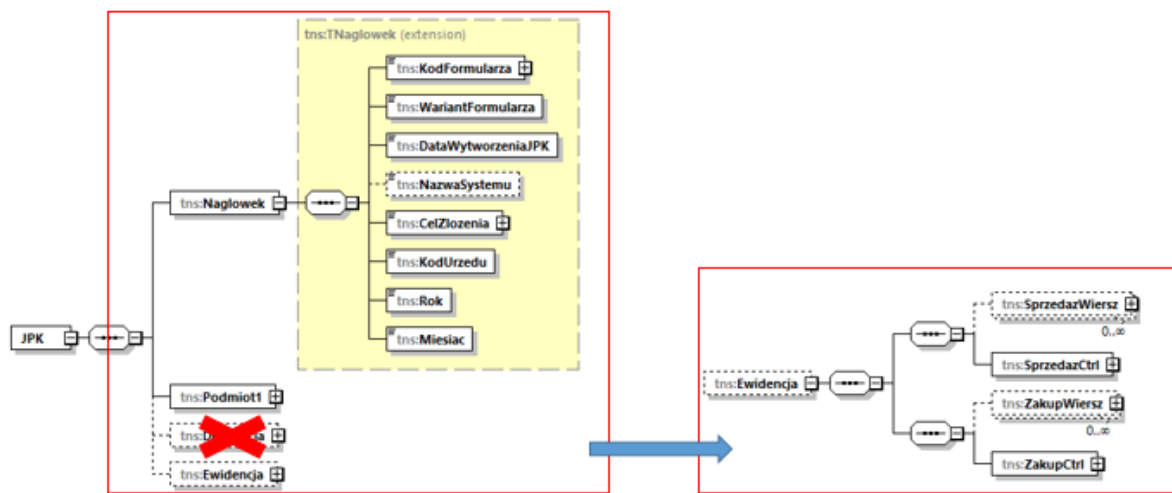 tns:TNaglowek (extension)
tns:KodFormularza
tns:WariantFormularza
tns:DataWytworzeniaJPK
tns:NazwaSystemu
tns:Naglowek
tns:CelZlozenia
tns:KodUrzedu
tns:Rok
tns:Miesiac
JPK
tns:Podmiot1
tns:
tns:Ewidencja
tns:SprzedazWiersz
0..∞
tns:SprzedazCtrl
tns:Ewidencja
tns:ZakupWiersz
0..∞
tns:ZakupCtrl